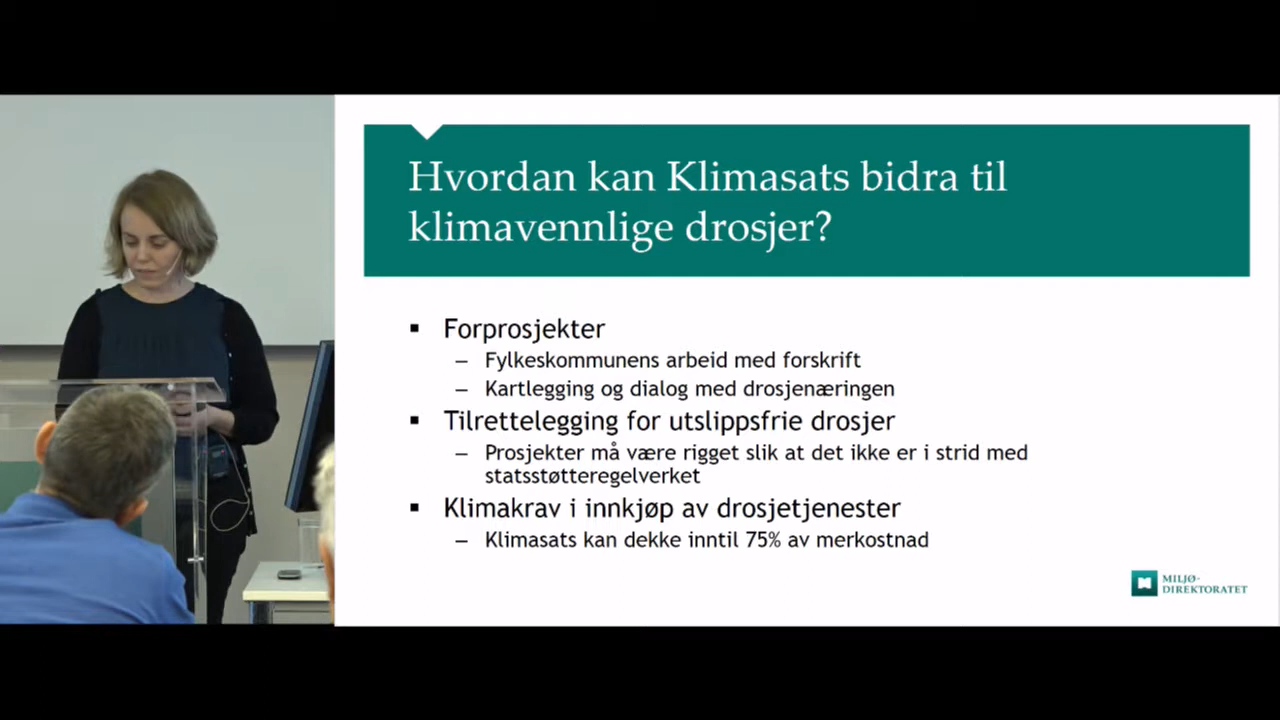 Hvordan kan Klimasats bidra til
klimavennlige drosjer?
▪ Forprosjekter
– Fylkeskommunens arbeid med forskrift
– Kartlegging og dialog med drosjenæringen
▪ Tilrettelegging for utslippsfrie drosjer
– Prosjekter må være rigget slik at det ikke er i strid med
statsstøtteregelverket
▪ Klimakrav i innkjøp av drosjetjenester
– Klimasats kan dekke inntil 75% av merkostnad
MILJØ-
DIREKTORATET